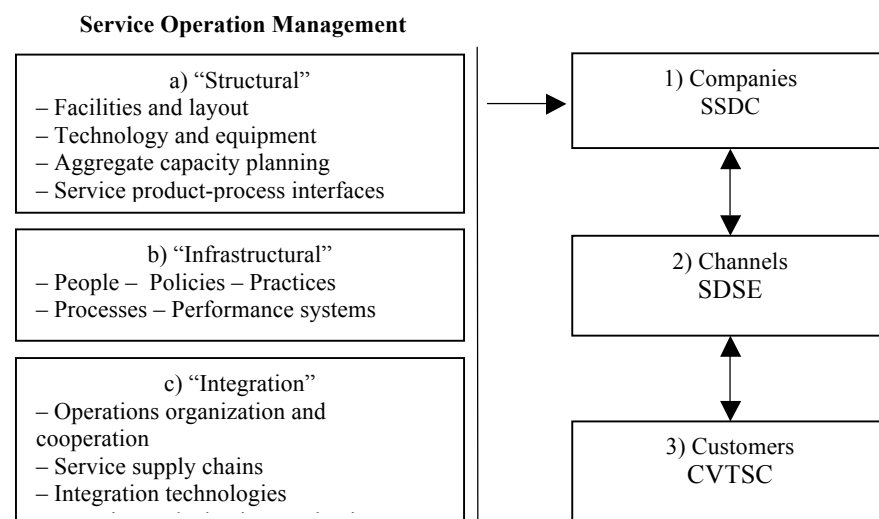 Service Operation Management
a) “Structural”
– Facilities and layout
– Technology and equipment
– Aggregate capacity planning
– Service product-process interfaces
b) “Infrastructural”
– People – Policies – Practices
– Processes – Performance systems
c) “Integration”
– Operations organization and
cooperation
– Service supply chains
– Integration technologies
1) Companies
SSDC
2) Channels
SDSE
3) Customers
CVTSC